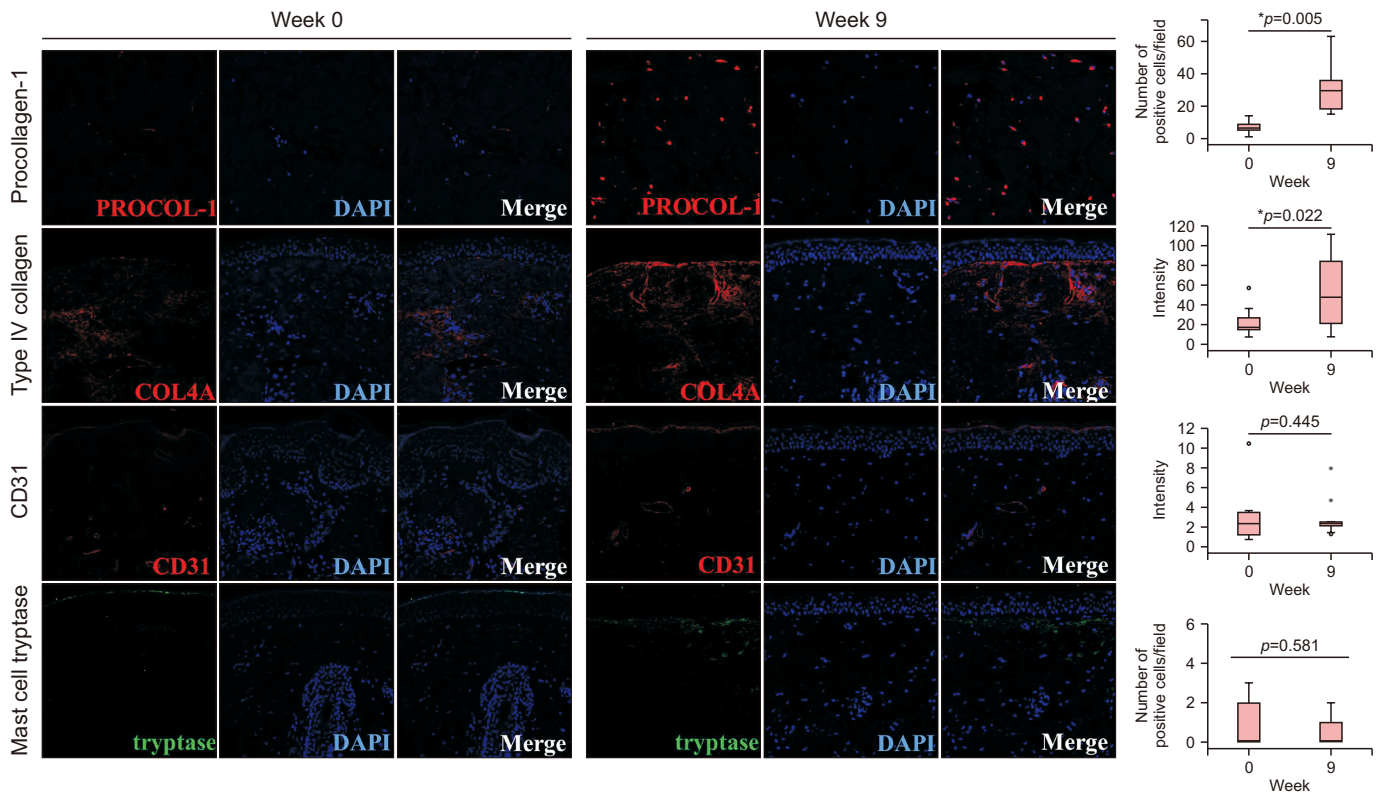 Week 0
Week 9
Procollagen-1
PROCOL-1
DAPI
Merge
PROCOL-1
DAPI
Merge
Number of
positive cells/field
60
40
20
0
*p=0.005
0
9
Week
Type IV collagen
COL4A
DAPI
Merge
COL4A
DAPI
Merge
Intensity
120
100
80
60
40
20
0
*p=0.022
0
9
Week
CD31
CD31
DAPI
Merge
CD31
DAPI
Merge
Intensity
12
10
8
6
4
2
0
p=0.445
0
9
Week
Mast cell tryptase
tryptase
DAPI
Merge
tryptase
DAPI
Merge
Number of
positive cells/field
6
4
2
0
p=0.581
0
9
Week